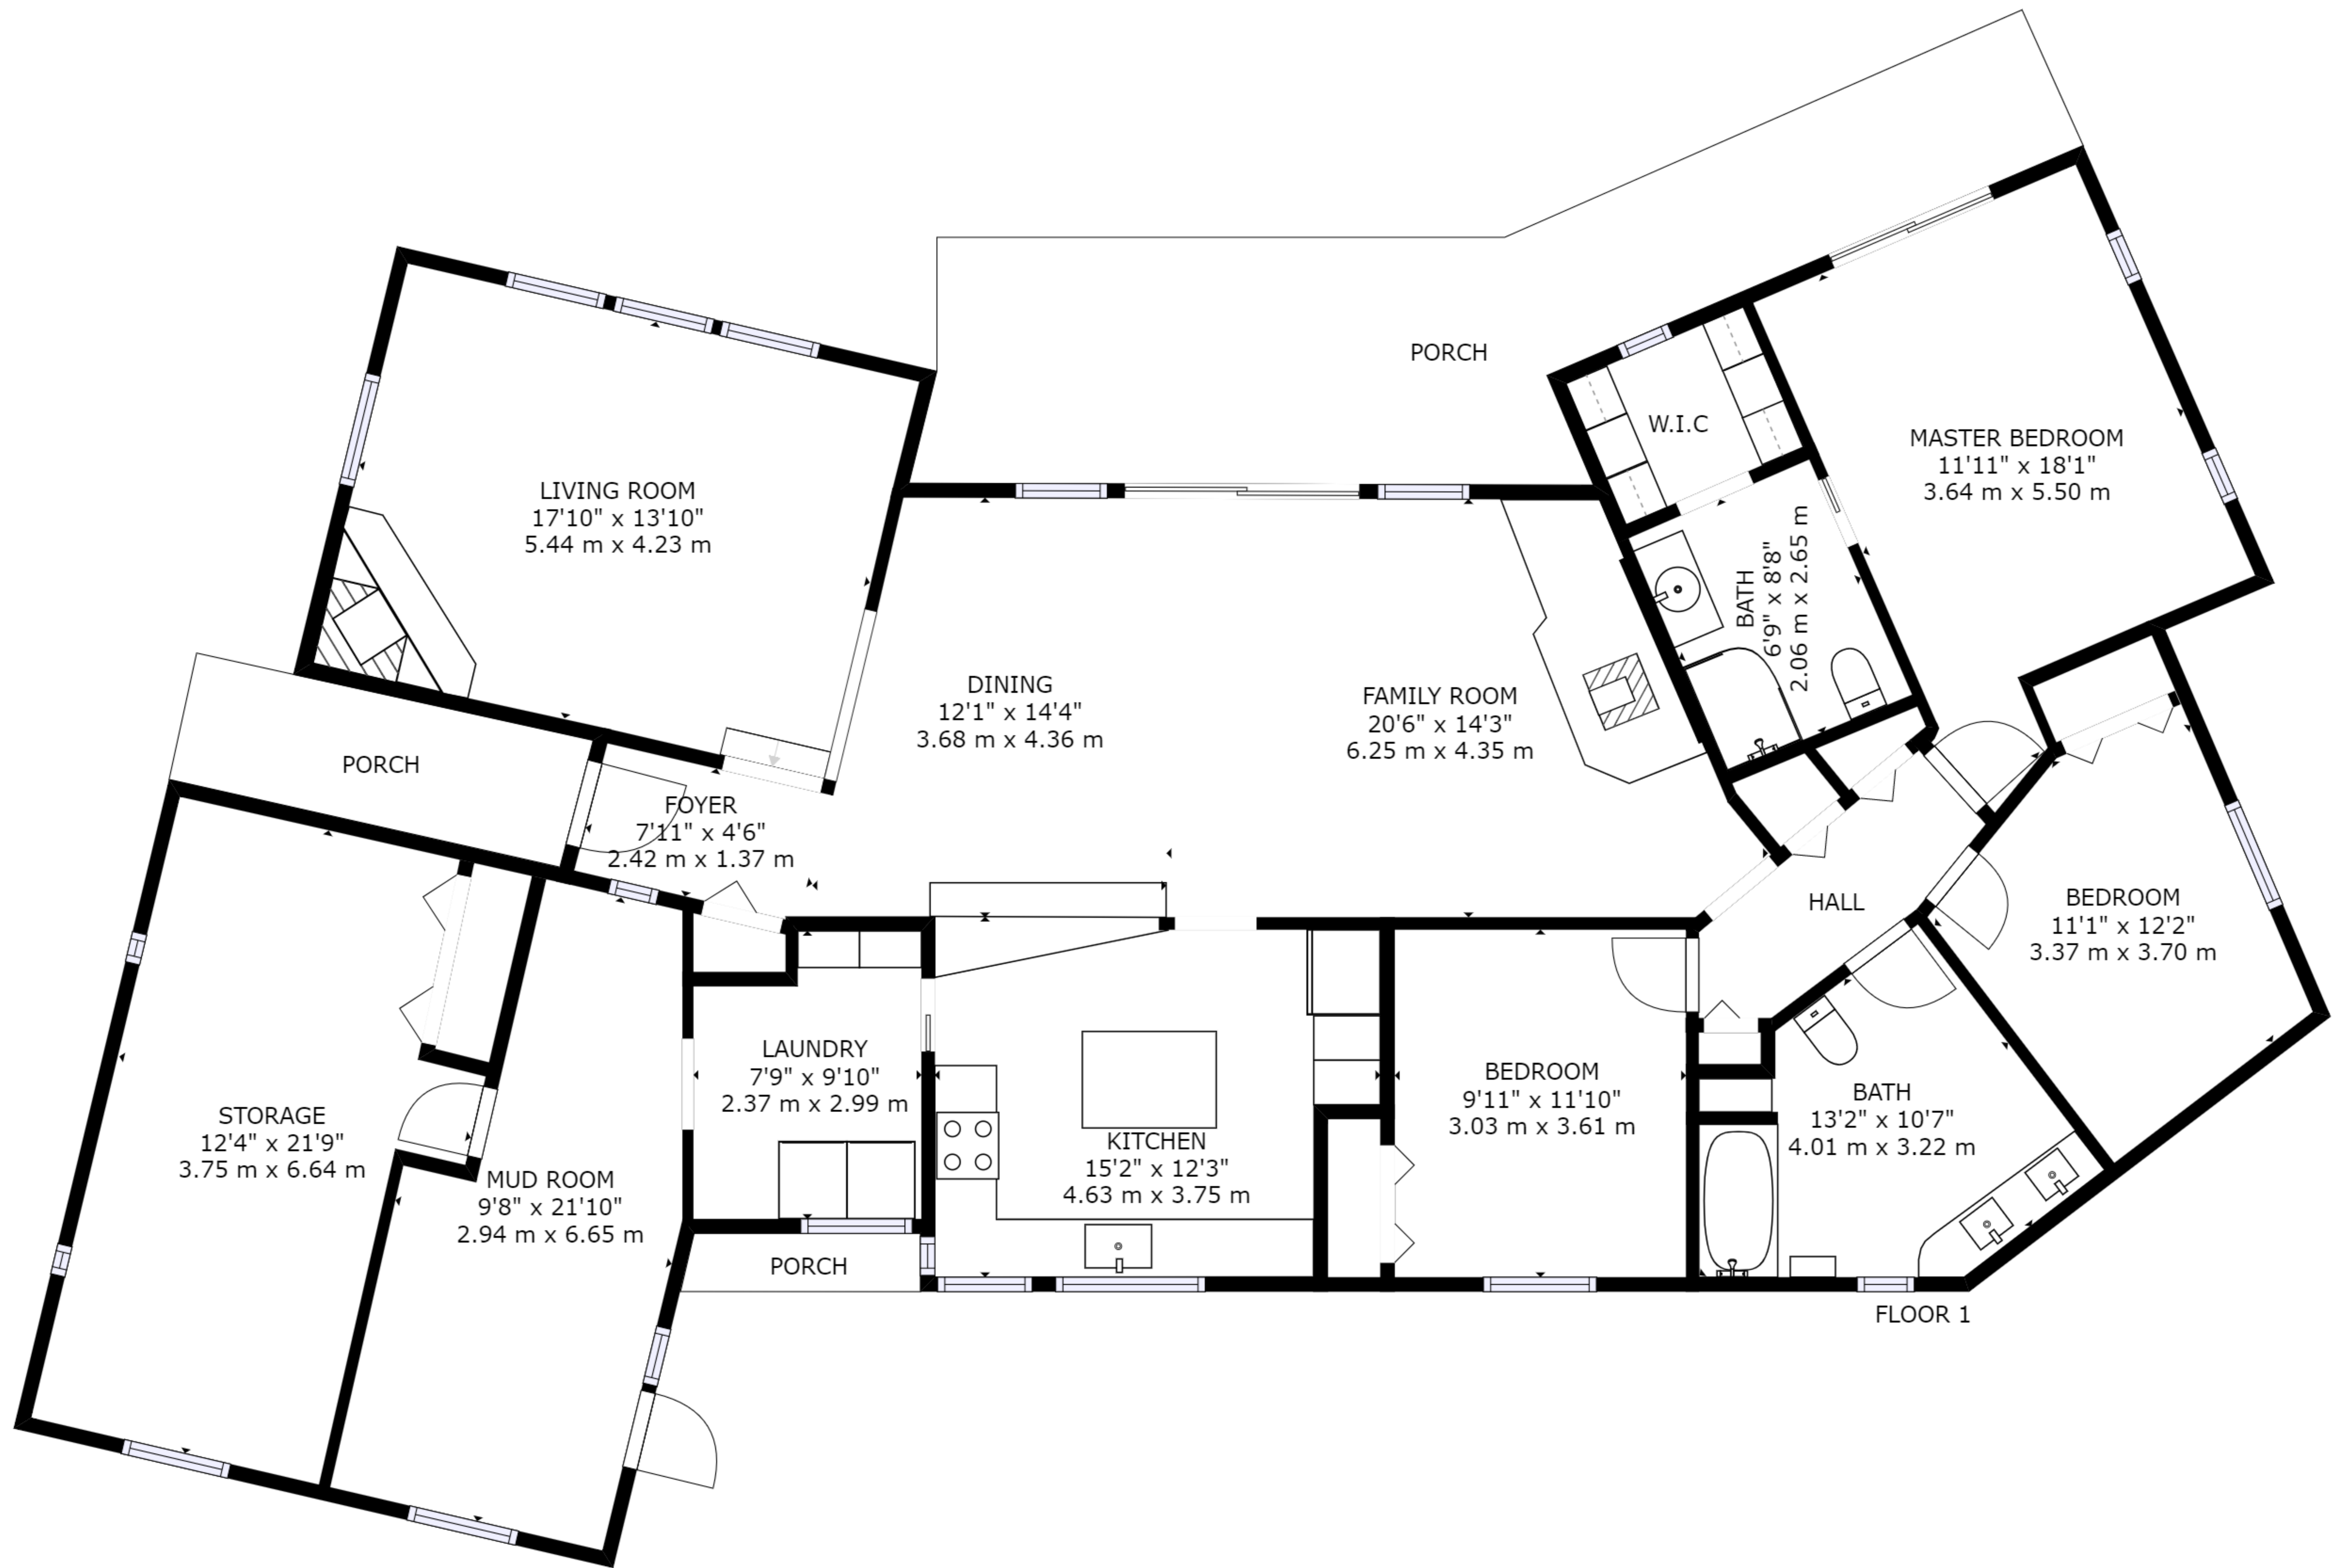 PORCH
W.I.C
MASTER BEDROOM
11'11" x 18'1"
3.64 m x 5.50 m
LIVING ROOM
17'10" x 13'10"
5.44 m x 4.23 m
BATH
6'9" x 8'8"
2.06 m x 2.65 m
DINING
12'1" x 14'4"
3.68 m x 4.36 m
FAMILY ROOM
20'6" x 14'3"
6.25 m x 4.35 m
PORCH
FOYER
7'11" x 4'6"
2.42 m x 1.37 m
HALL
BEDROOM
11'1" x 12'2"
3.37 m x 3.70 m
LAUNDRY
7'9" x 9'10"
2.37 m x 2.99 m
BEDROOM
9'11" x 11'10"
3.03 m x 3.61 m
BATH
13'2" x 10'7"
4.01 m x 3.22 m
STORAGE
12'4" x 21'9"
3.75 m x 6.64 m
KITCHEN
15'2" x 12'3"
4.63 m x 3.75 m
MUD ROOM
9'8" x 21'10"
2.94 m x 6.65 m
PORCH
FLOOR 1